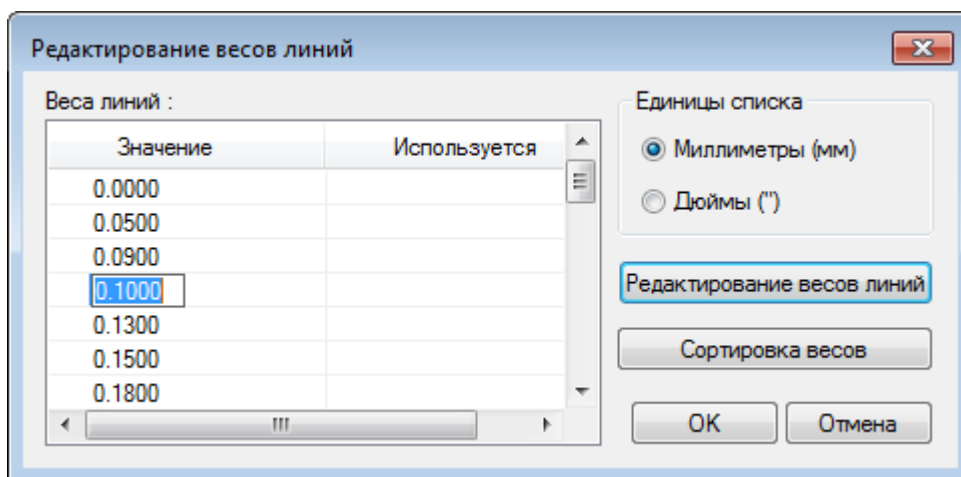 Редактирование весов линий
Веса линий :
Значение Используется
0.0000
0.0500
0.0900
0.1000
0.1300
0.1500
0.1800
Единицы списка
Миллиметры (мм)
Дюймы (")
Редактирование весов линий
Сортировка весов
OK Отмена